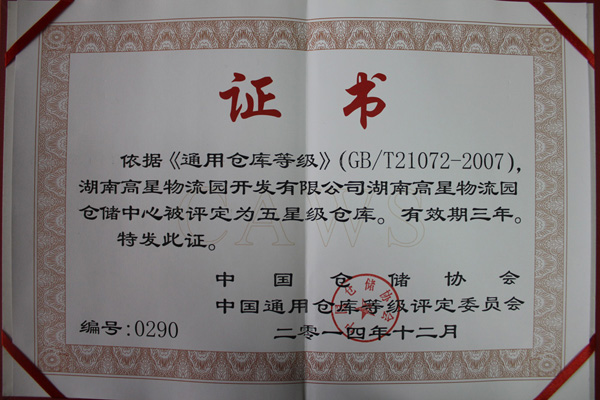 证书
依据《通用仓库等级》(GB/T21072-2007),
湖南高星物流园开发有限公司湖南高星物流园
仓储中心被评定为五星级仓库。有效期三年。
特发此证。
CAWS
中国仓储协会
中国通用仓库等级评定委员会
编号:0290
二零一四年十二月